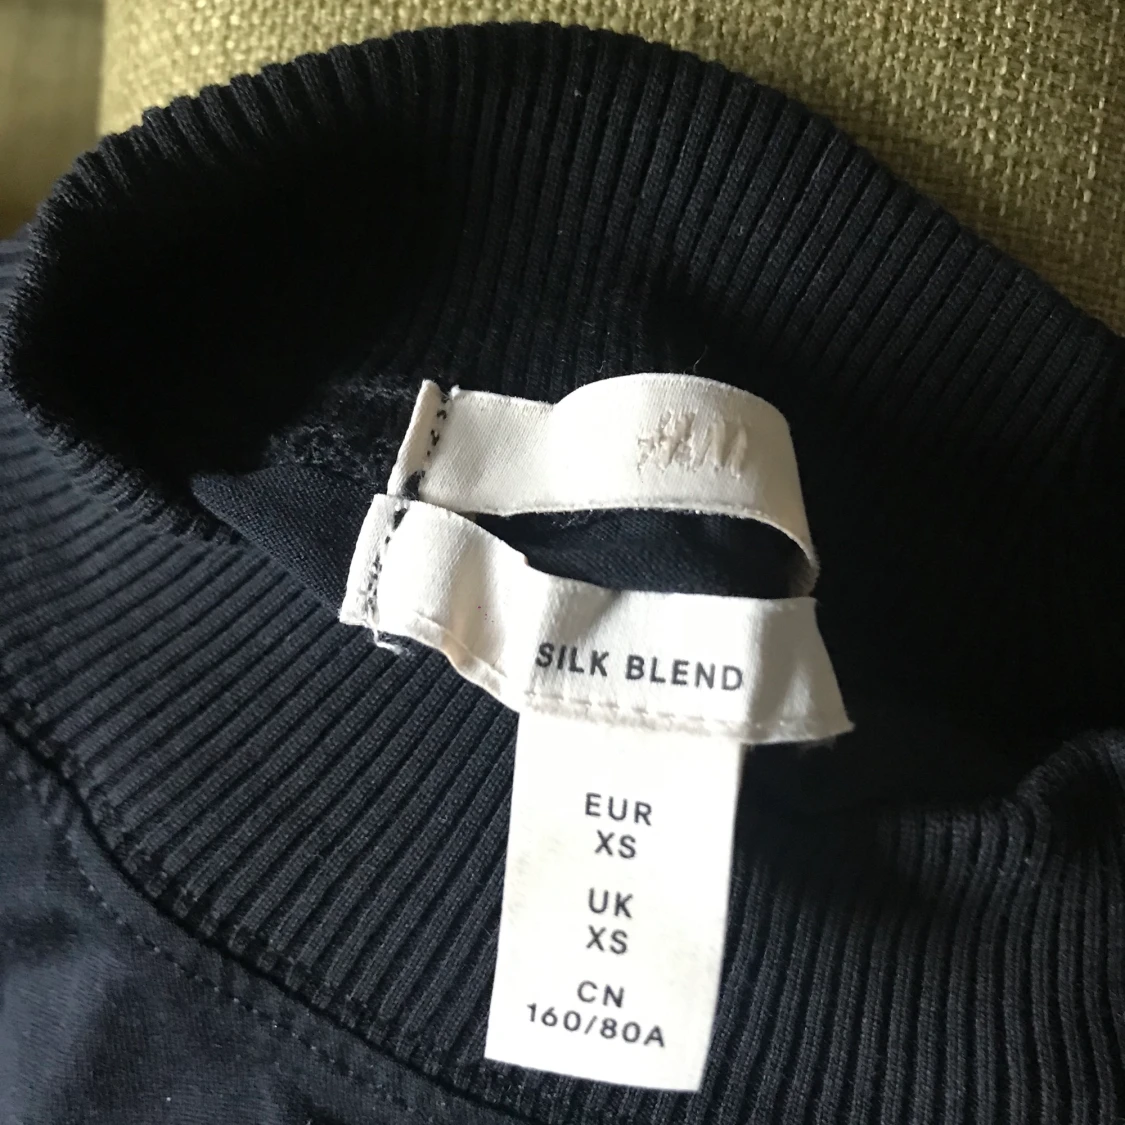 H&M
SILK BLEND
EUR
XS
UK
XS
CN
160/80A